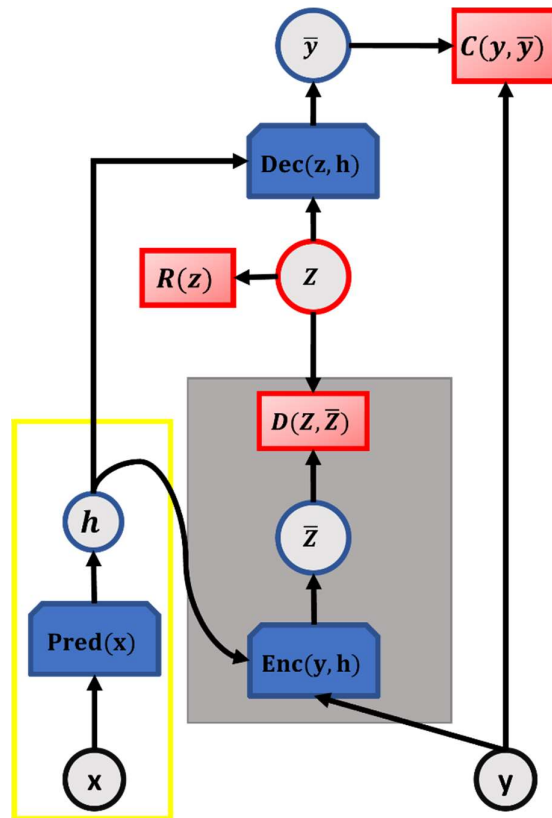 ȳ
C(y, ȳ)
Dec(z, h)
R(z)
Z
D(Z, Z̄)
h
Z̄
Pred(x)
Enc(y, h)
x
y